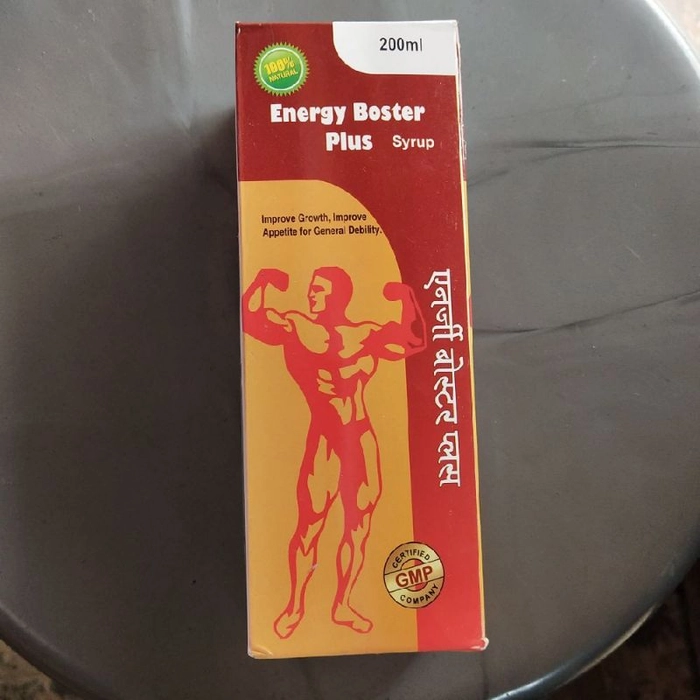 200ml
100%
NATURAL
Energy Boster
Plus Syrup
Improve Growth, Improve
Appetite for General Debility.
एनर्जी बोस्टर प्लस
CERTIFIED
GMP
COMPANY